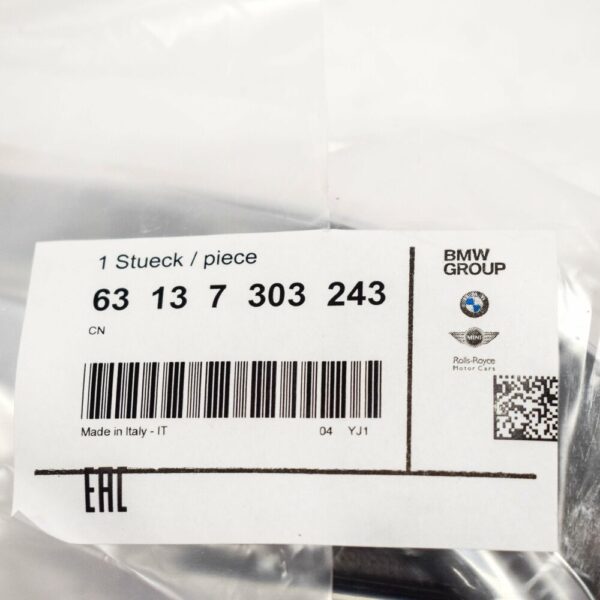 1 Stueck / piece
63 13 7 303 243
CN
Made in Italy - IT 04 YJ1
EAC
BMW
GROUP
MINI
Rolls-Royce
Motor Cars